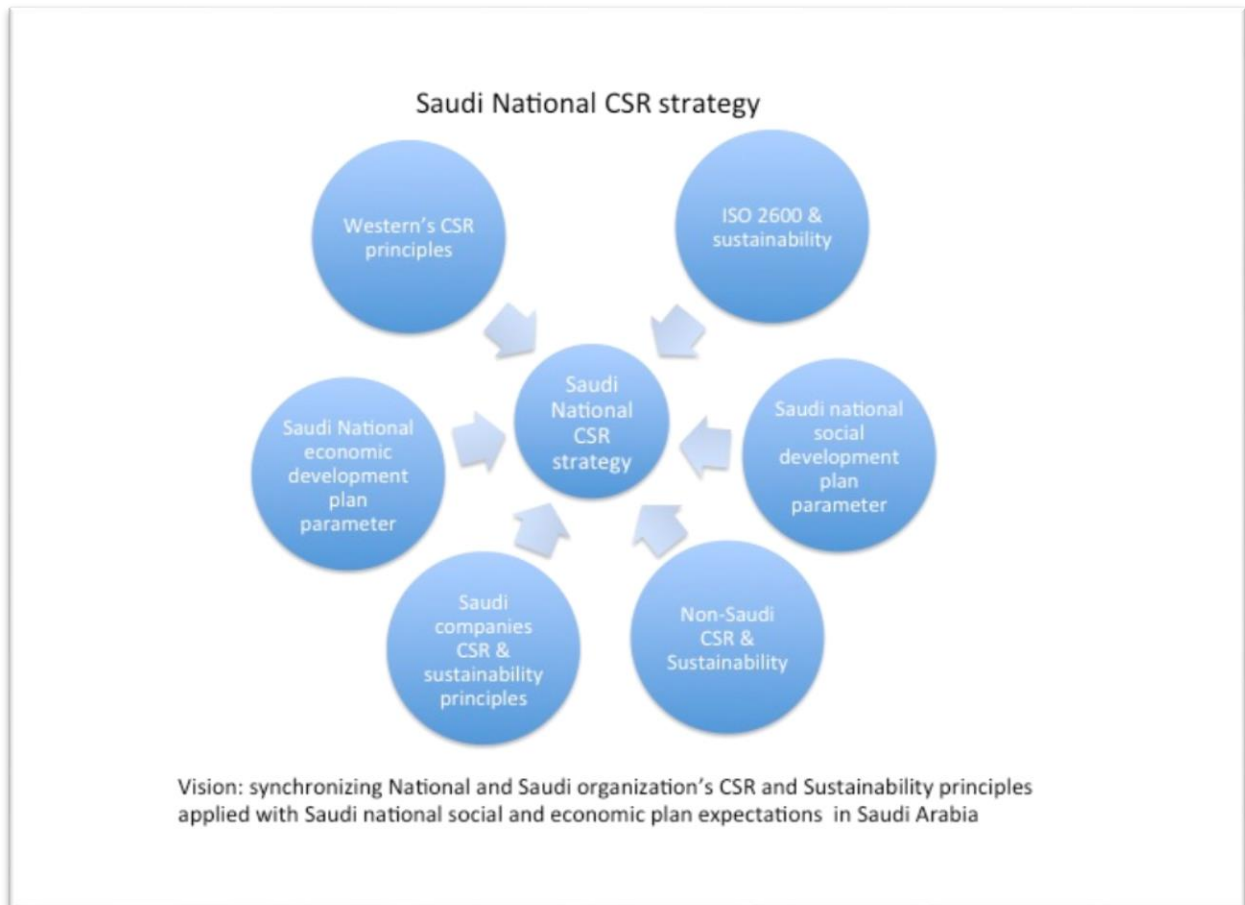 Saudi National CSR strategy
Western's CSR
principles
ISO 2600 &
sustainability
Saudi
National
CSR
strategy
Saudi National
economic
development
plan
parameter
Saudi national
social
development
plan
parameter
Saudi
companies
CSR &
sustainability
principles
Non-Saudi
CSR &
Sustainability
Vision: synchronizing National and Saudi organization's CSR and Sustainability principles
applied with Saudi national social and economic plan expectations  in Saudi Arabia